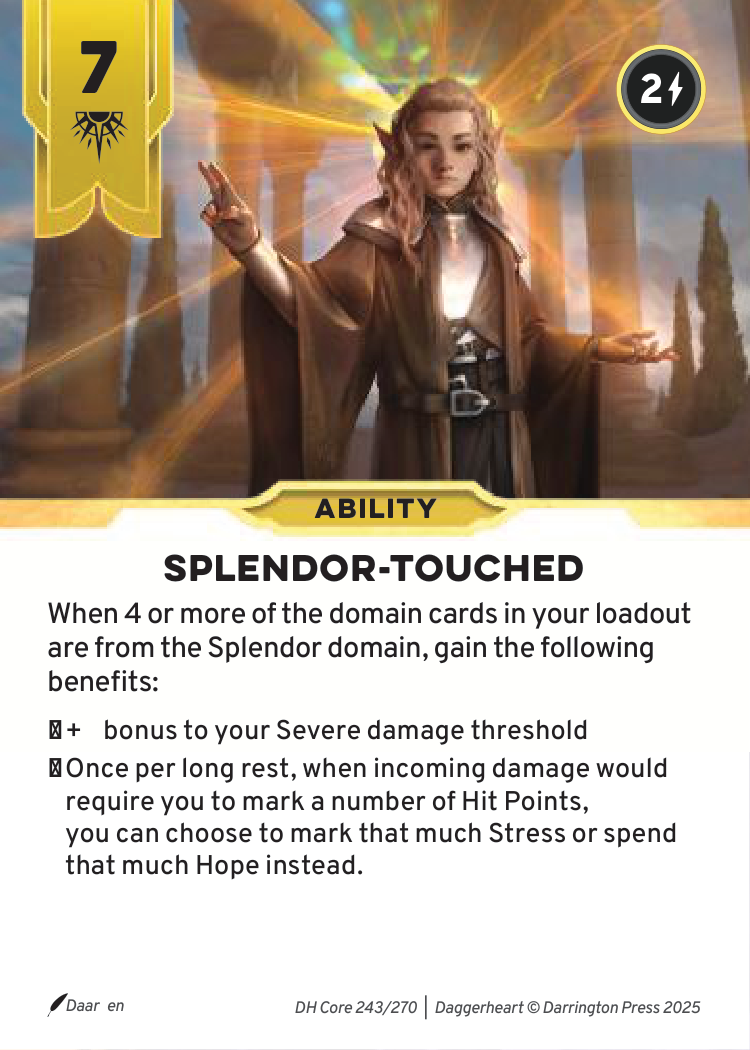 7
2
ABILITY
SPLENDOR-TOUCHED
When 4 or more of the domain cards in your loadout
are from the Splendor domain, gain the following
benefits:
+ bonus to your Severe damage threshold
Once per long rest, when incoming damage would
require you to mark a number of Hit Points,
you can choose to mark that much Stress or spend
that much Hope instead.
Daar en
DH Core 243/270 | Daggerheart © Darrington Press 2025